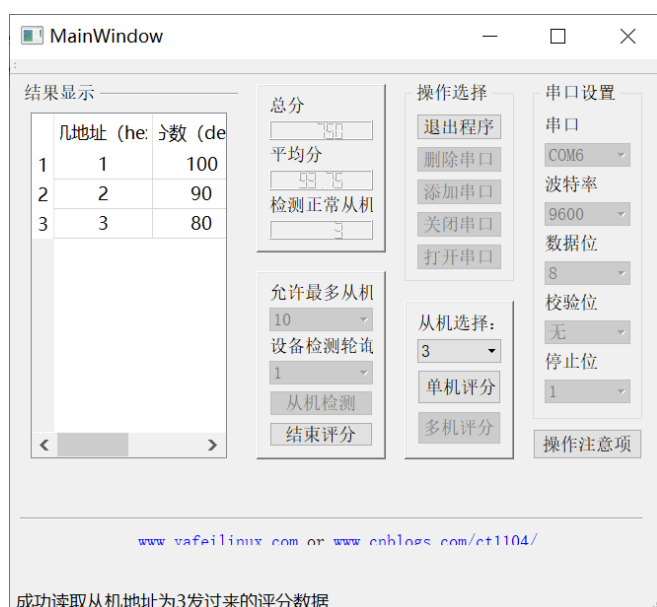 MainWindow
结果显示
几地址（he: 分数（de
1 1 100
2 2 90
3 3 80
总分
750
平均分
93.75
检测正常从机
3
允许最多从机
10
设备检测轮询
1
从机检测
结束评分
操作选择
退出程序
删除串口
添加串口
关闭串口
打开串口
从机选择：
3
单机评分
多机评分
串口设置
串口
COM6
波特率
9600
数据位
8
校验位
无
停止位
1
操作注意项
www.yafeilinux.com or www.cnblogs.com/ct1104/
成功读取从机地址为3发过来的评分数据